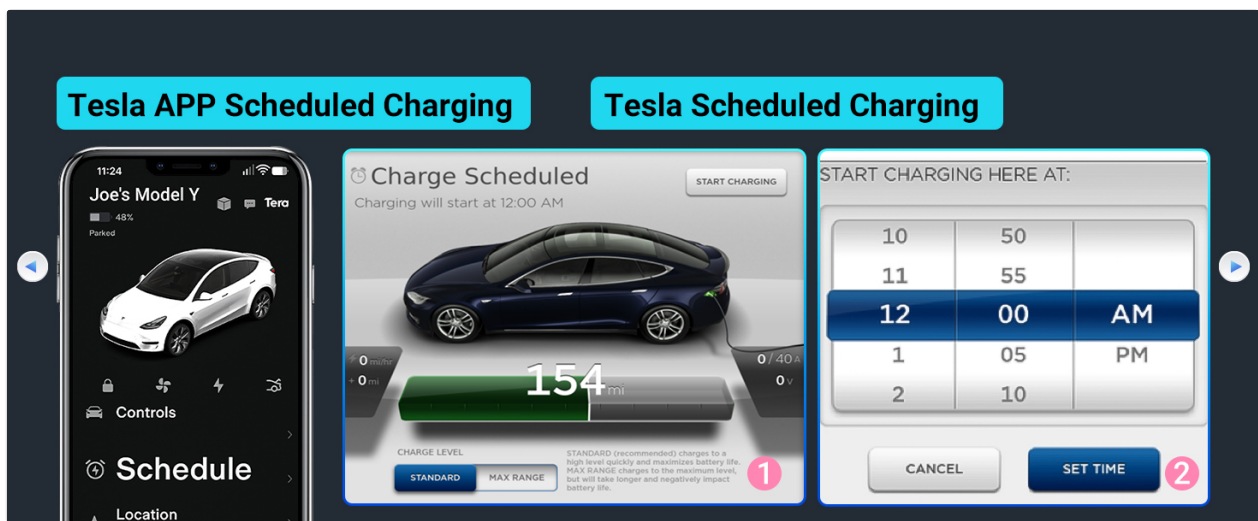 Tesla APP Scheduled Charging
Tesla Scheduled Charging
11:24
Joe's Model Y
Tera
48%
Parked
Controls
Schedule
Location
Charge Scheduled
START CHARGING
Charging will start at 12:00 AM
0 mi/hr
+ 0 mi
154 mi
0 / 40 A
0 V
CHARGE LEVEL
STANDARD
MAX RANGE
STANDARD (recommended) charges to a
high level quickly and maximizes battery life.
MAX RANGE charges to the maximum level,
but will take longer and negatively impact
battery life.
1
START CHARGING HERE AT:
10 50
11 55
12 00 AM
1 05 PM
2 10
CANCEL
SET TIME
2